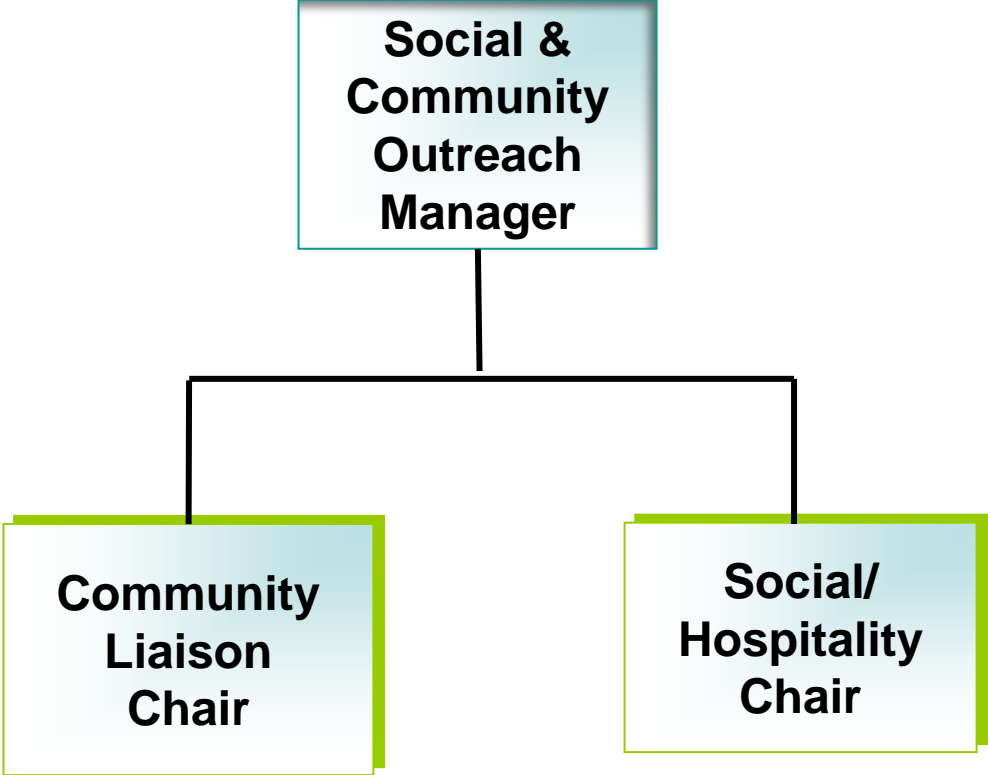 Social &
Community
Outreach
Manager
Community
Liaison
Chair
Social/
Hospitality
Chair